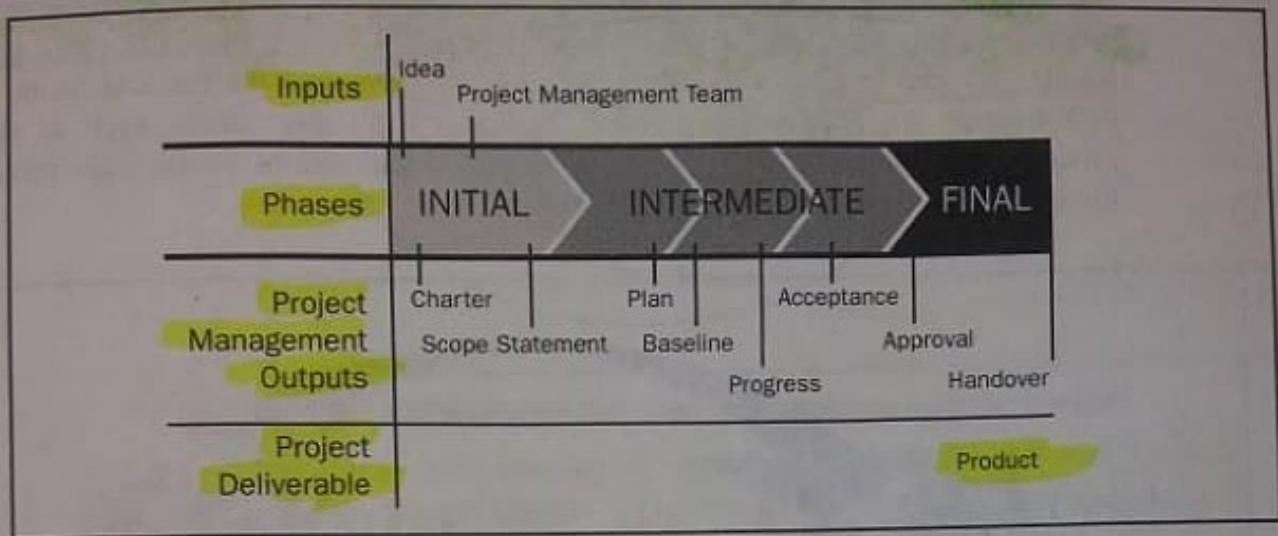 Inputs
Idea
Project Management Team
Phases
INITIAL
INTERMEDIATE
FINAL
Project
Management
Outputs
Charter
Plan
Acceptance
Scope Statement
Baseline
Approval
Progress
Handover
Project
Deliverable
Product